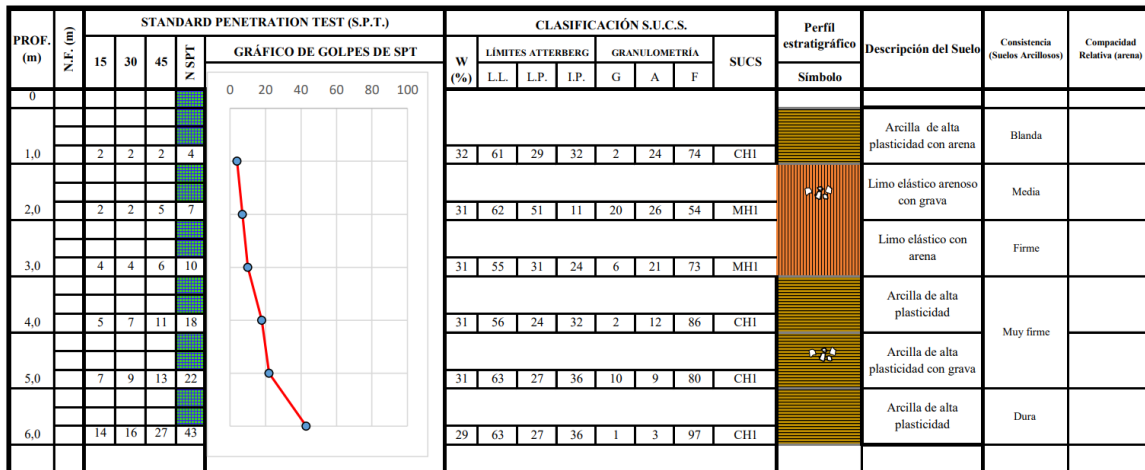 STANDARD PENETRATION TEST (S.P.T.) CLASIFICACIÓN S.U.C.S. Perfíl estratigráfico Descripción del Suelo Consistencia (Suelos Arcillosos) Compacidad Relativa (arena)
PROF. (m) N.F. (m) 15 30 45 N SPT GRÁFICO DE GOLPES DE SPT W (%) LÍMITES ATTERBERG GRANULOMETRÍA SUCS
L.L. L.P. I.P. G A F Símbolo
0 20 40 60 80 100
0
Arcilla de alta plasticidad con arena Blanda
1,0 2 2 2 4 32 61 29 32 2 24 74 CH1
Limo elástico arenoso con grava Media
2,0 2 2 5 7 31 62 51 11 20 26 54 MH1
Limo elástico con arena Firme
3,0 4 4 6 10 31 55 31 24 6 21 73 MH1
Arcilla de alta plasticidad
4,0 5 7 11 18 31 56 24 32 2 12 86 CH1
Muy firme
Arcilla de alta plasticidad con grava
5,0 7 9 13 22 31 63 27 36 10 9 80 CH1
Arcilla de alta plasticidad Dura
6,0 14 16 27 43 29 63 27 36 1 3 97 CH1